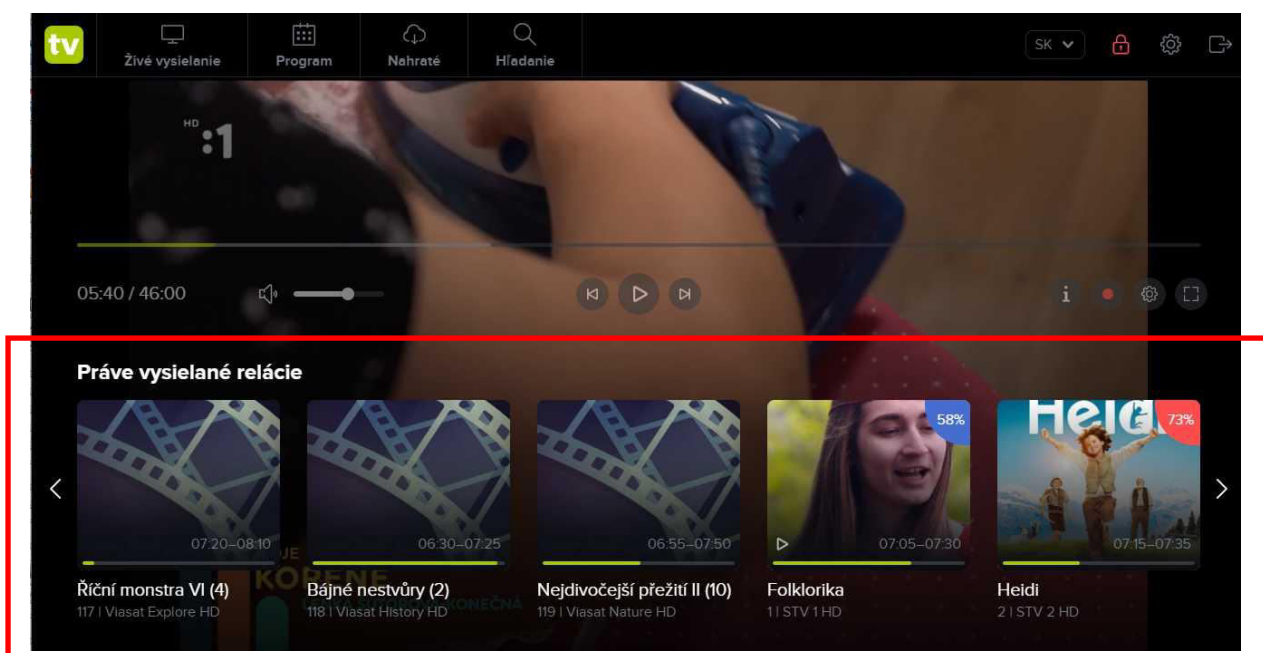 tv
Živé vysielanie
Program
Nahraté
Hľadanie
SK
HD
:1
05:40 / 46:00
i
Práve vysielané relácie
58%
Heidi
73%
07:20–08:10
06:30–07:25
06:55–07:50
07:05–07:30
07:15–07:35
Říční monstra VI (4)
117 | Viasat Explore HD
Bájné nestvůry (2)
118 | Viasat History HD
Nejdivočejší přežití II (10)
119 | Viasat Nature HD
Folklorika
1 | STV 1 HD
Heidi
2 | STV 2 HD
KORENE
KONEČNÁ